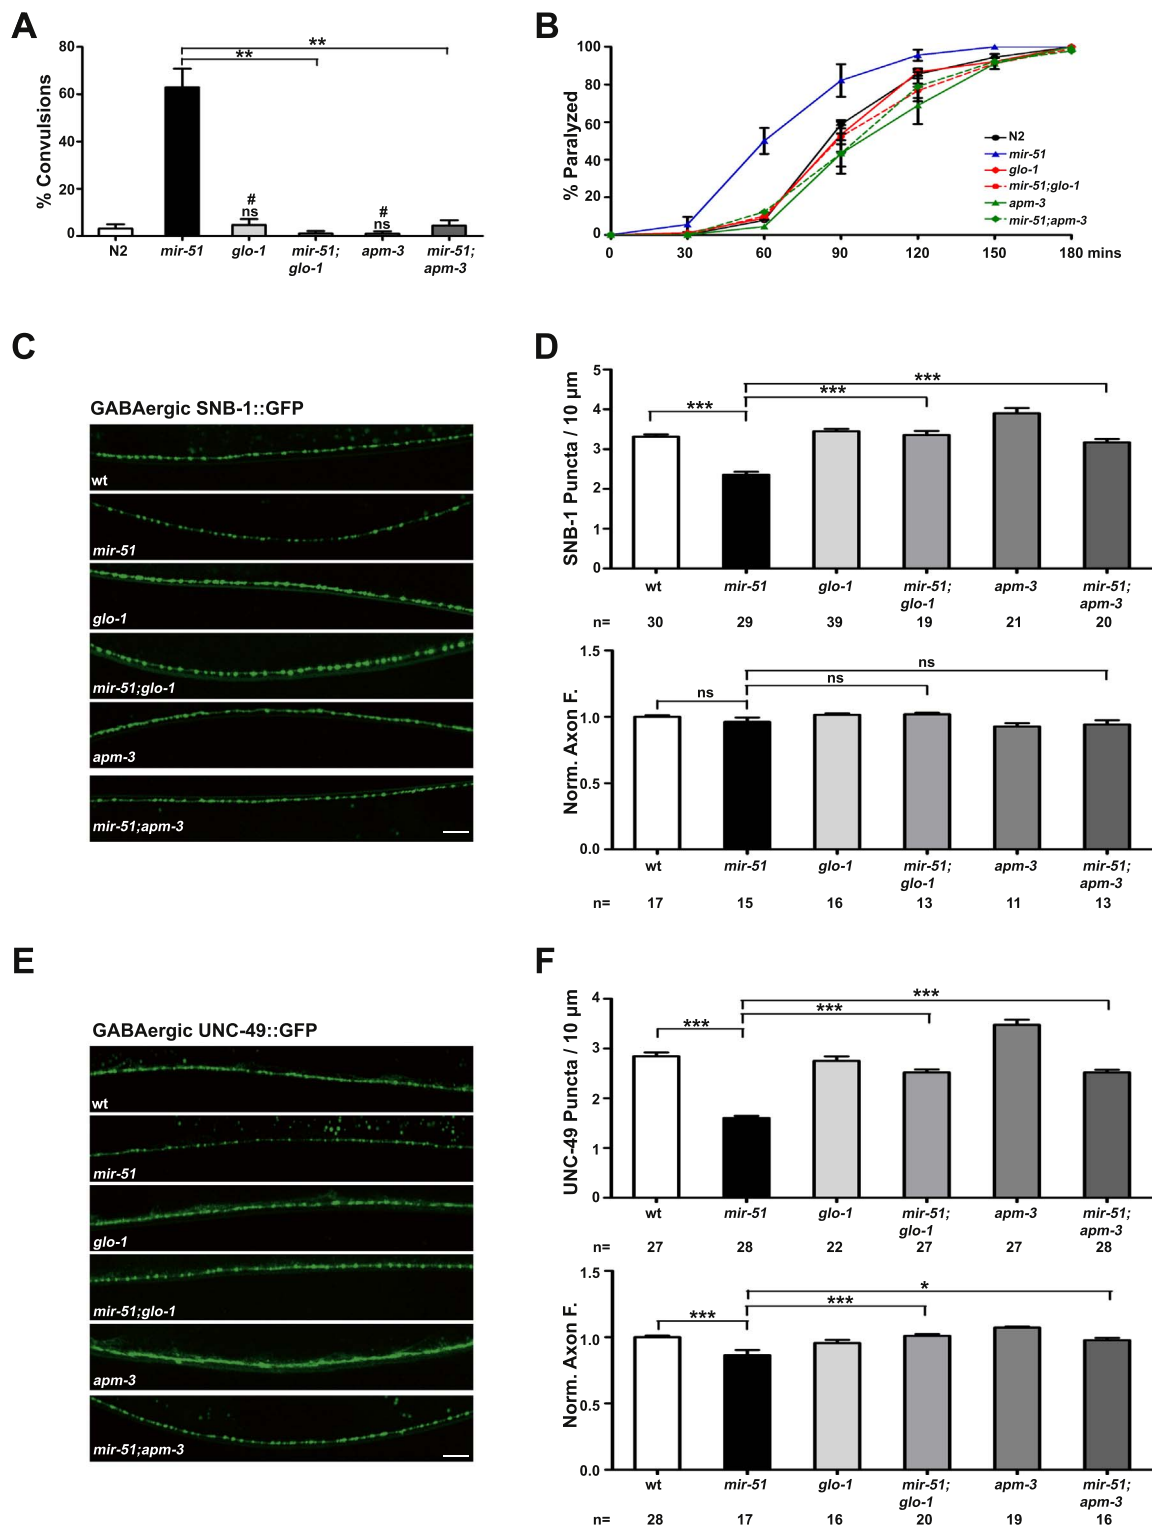 A
% Convulsions
80
60
40
20
0
**
**
#
ns
#
ns
N2 mir-51 glo-1 mir-51; apm-3 mir-51;
glo-1 apm-3
B
% Paralyzed
100
80
60
40
20
0
0 30 60 90 120 150 180 mins
N2
mir-51
glo-1
mir-51;glo-1
apm-3
mir-51;apm-3
C
GABAergic SNB-1::GFP
wt
mir-51
glo-1
mir-51;glo-1
apm-3
mir-51;apm-3
D
SNB-1 Puncta / 10 µm
5
4
3
2
1
0
***
***
***
wt mir-51 glo-1 mir-51; apm-3 mir-51;
glo-1 apm-3
n= 30 29 39 19 21 20
Norm. Axon F.
1.5
1.0
0.5
0.0
ns
ns
ns
wt mir-51 glo-1 mir-51; apm-3 mir-51;
glo-1 apm-3
n= 17 15 16 13 11 13
E
GABAergic UNC-49::GFP
wt
mir-51
glo-1
mir-51;glo-1
apm-3
mir-51;apm-3
F
UNC-49 Puncta / 10 µm
4
3
2
1
0
***
***
***
wt mir-51 glo-1 mir-51; apm-3 mir-51;
glo-1 apm-3
n= 27 28 22 27 27 28
Norm. Axon F.
1.5
1.0
0.5
0.0
*
***
***
wt mir-51 glo-1 mir-51; apm-3 mir-51;
glo-1 apm-3
n= 28 17 16 20 19 16